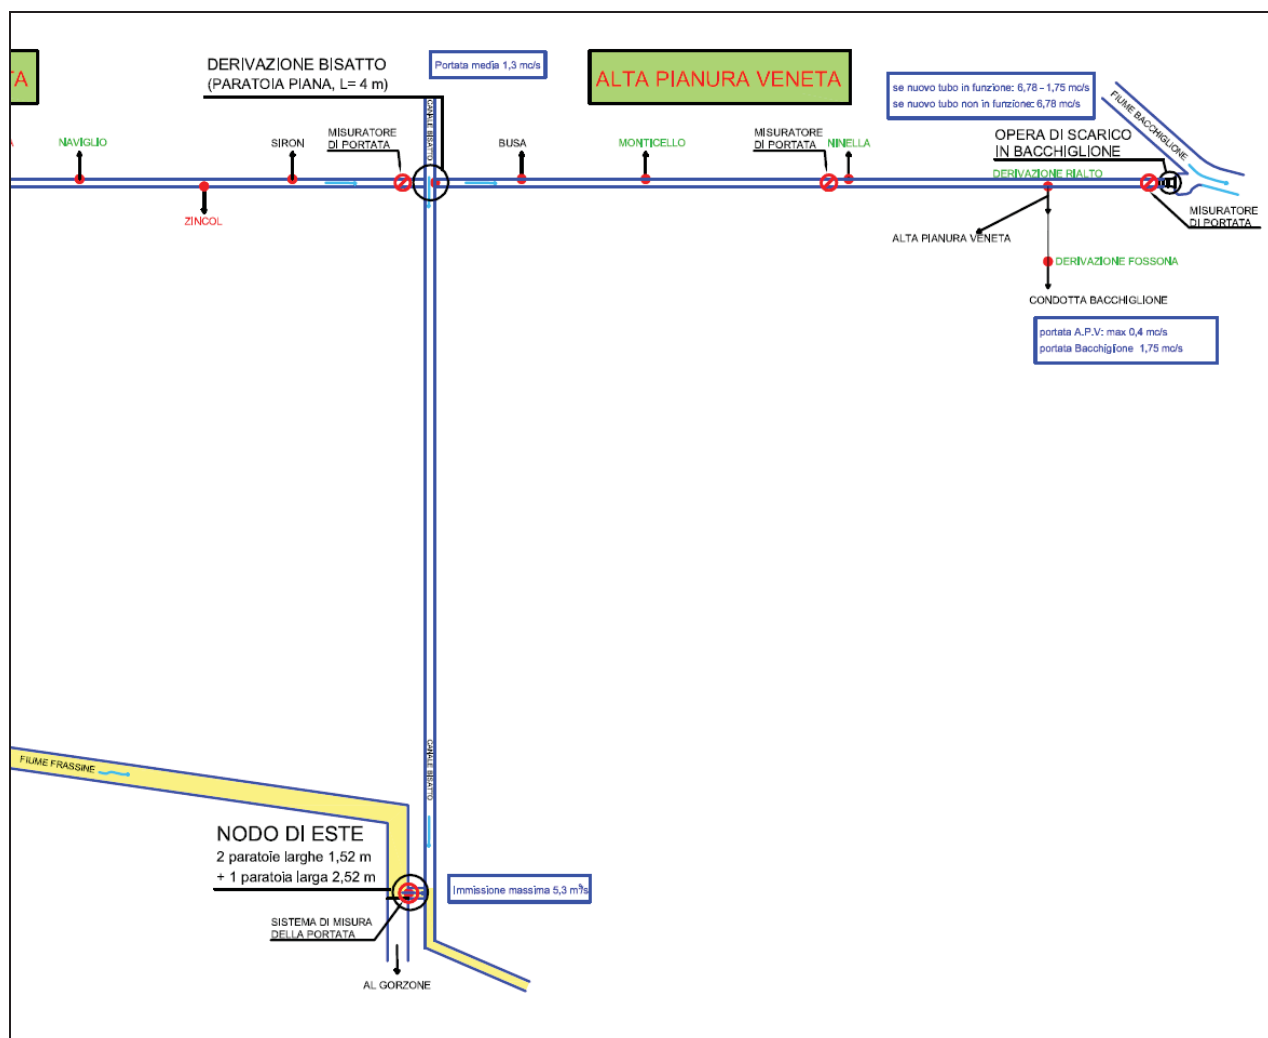 TA
DERIVAZIONE BISATTO
(PARATOIA PIANA, L= 4 m)
Portata media 1,3 mc/s
ALTA PIANURA VENETA
se nuovo tubo in funzione: 6,78 - 1,75 mc/s
se nuovo tubo non in funzione: 6,78 mc/s
FIUME BACCHIGLIONE
CANALE BISATTO
A
NAVIGLIO
SIRON
MISURATORE
DI PORTATA
BUSA
MONTICELLO
MISURATORE
DI PORTATA
NINELLA
OPERA DI SCARICO
IN BACCHIGLIONE
DERIVAZIONE RIALTO
ZINCOL
MISURATORE
DI PORTATA
ALTA PIANURA VENETA
DERIVAZIONE FOSSONA
CONDOTTA BACCHIGLIONE
portata A.P.V: max 0,4 mc/s
portata Bacchiglione 1,75 mc/s
FIUME FRASSINE
CANALE BISATTO
NODO DI ESTE
2 paratoie larghe 1,52 m
+ 1 paratoia larga 2,52 m
Immissione massima 5,3 m³/s
SISTEMA DI MISURA
DELLA PORTATA
AL GORZONE